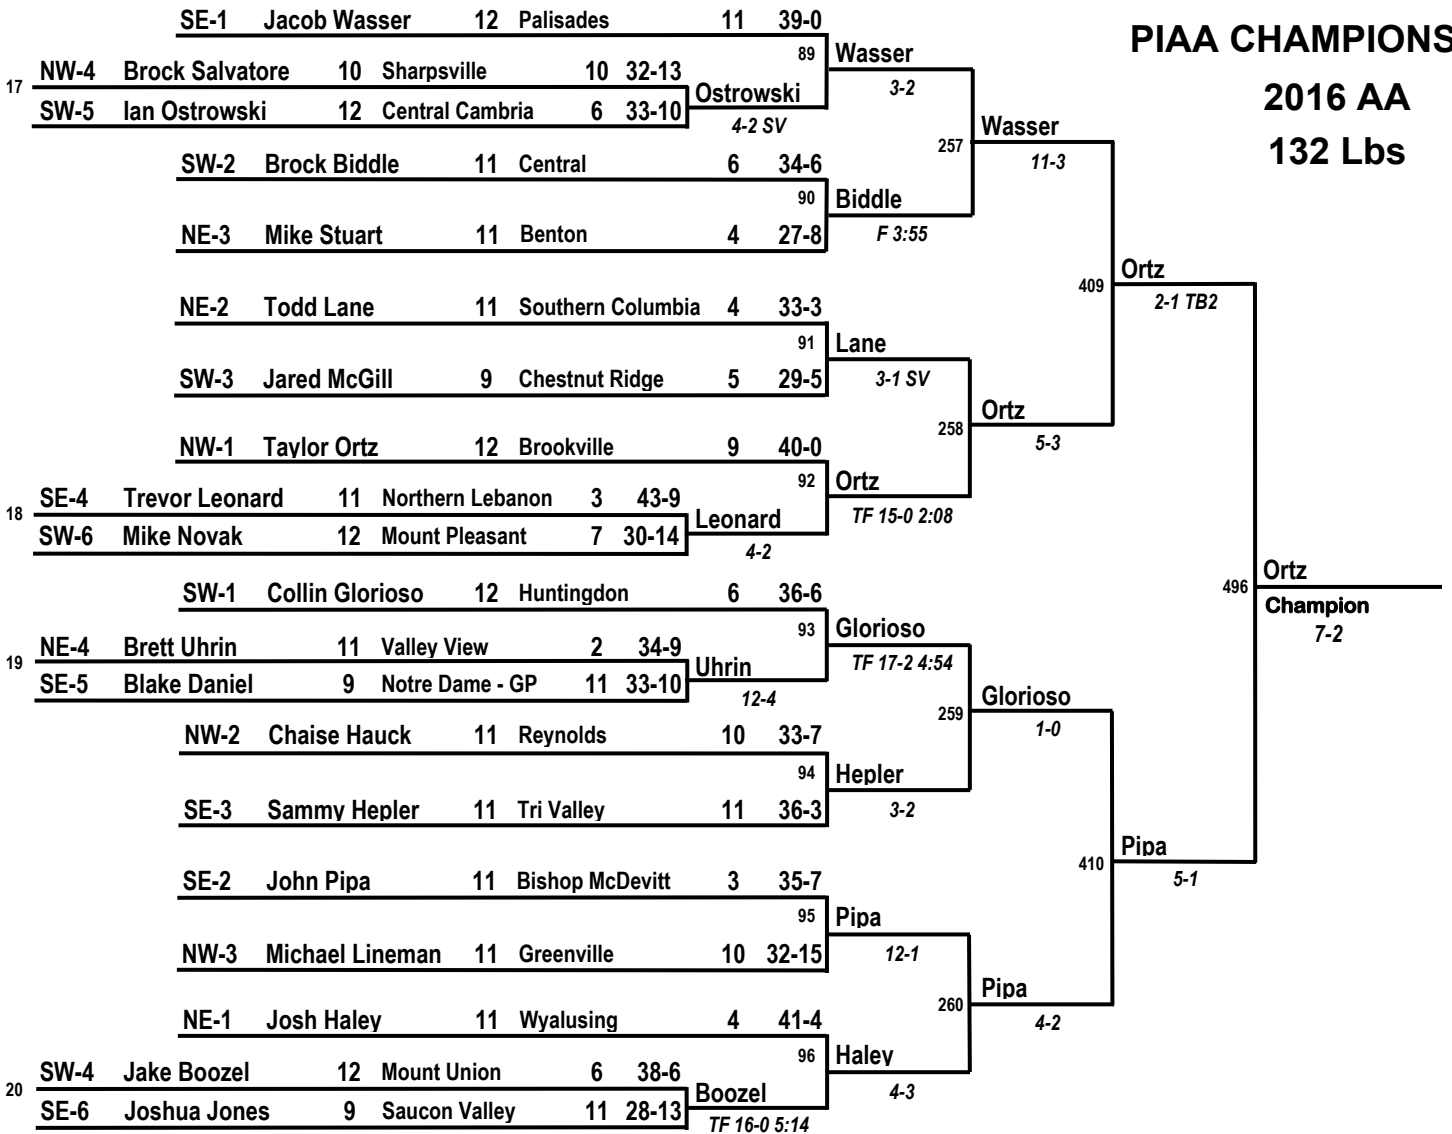 PIAA CHAMPIONS
2016 AA
132 Lbs
SE-1 Jacob Wasser 12 Palisades 11 39-0
89 Wasser
3-2
17 NW-4 Brock Salvatore 10 Sharpsville 10 32-13
SW-5 Ian Ostrowski 12 Central Cambria 6 33-10
Ostrowski
4-2 SV
257 Wasser
11-3
SW-2 Brock Biddle 11 Central 6 34-6
90 Biddle
F 3:55
NE-3 Mike Stuart 11 Benton 4 27-8
409 Ortz
2-1 TB2
NE-2 Todd Lane 11 Southern Columbia 4 33-3
91 Lane
3-1 SV
SW-3 Jared McGill 9 Chestnut Ridge 5 29-5
258 Ortz
5-3
NW-1 Taylor Ortz 12 Brookville 9 40-0
92 Ortz
TF 15-0 2:08
18 SE-4 Trevor Leonard 11 Northern Lebanon 3 43-9
SW-6 Mike Novak 12 Mount Pleasant 7 30-14
Leonard
4-2
496 Ortz
Champion
7-2
SW-1 Collin Glorioso 12 Huntingdon 6 36-6
93 Glorioso
TF 17-2 4:54
19 NE-4 Brett Uhrin 11 Valley View 2 34-9
SE-5 Blake Daniel 9 Notre Dame - GP 11 33-10
Uhrin
12-4
259 Glorioso
1-0
NW-2 Chaise Hauck 11 Reynolds 10 33-7
94 Hepler
3-2
SE-3 Sammy Hepler 11 Tri Valley 11 36-3
410 Pipa
5-1
SE-2 John Pipa 11 Bishop McDevitt 3 35-7
95 Pipa
12-1
NW-3 Michael Lineman 11 Greenville 10 32-15
260 Pipa
4-2
NE-1 Josh Haley 11 Wyalusing 4 41-4
96 Haley
4-3
20 SW-4 Jake Boozel 12 Mount Union 6 38-6
SE-6 Joshua Jones 9 Saucon Valley 11 28-13
Boozel
TF 16-0 5:14